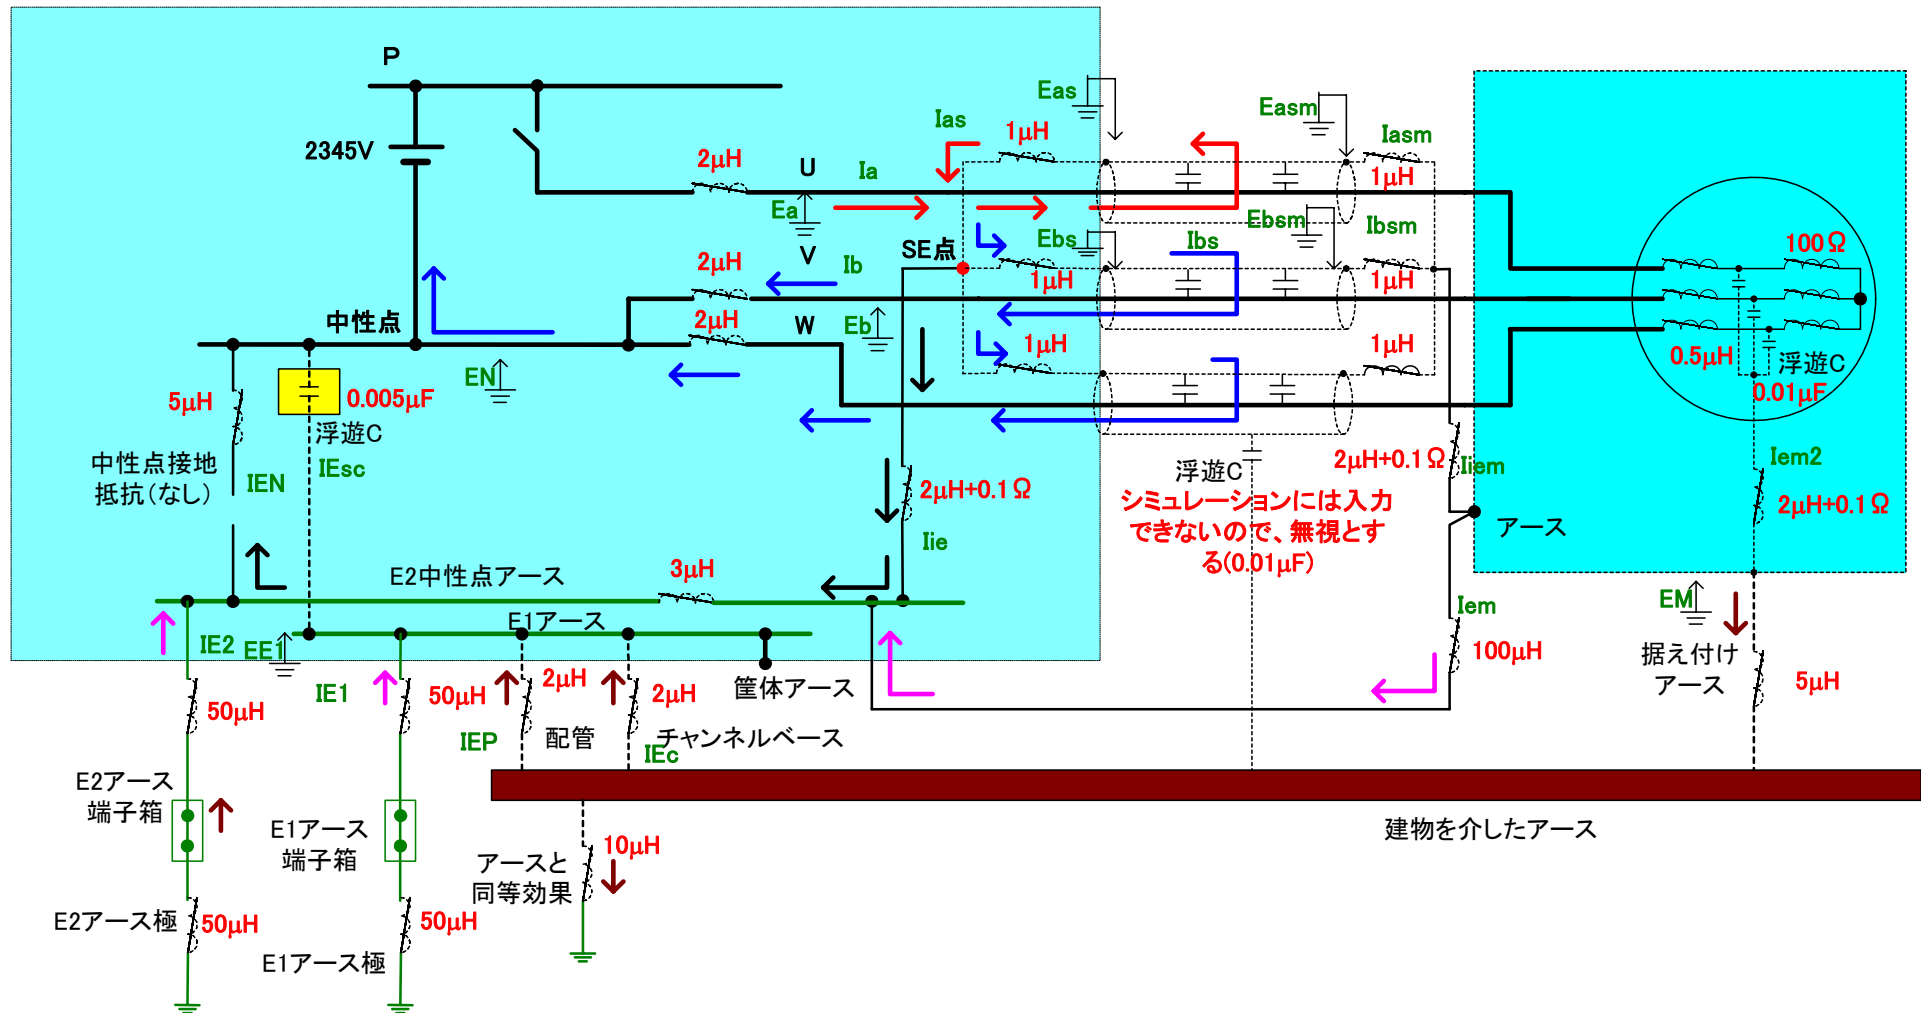 P
2345V
2μH
U
Ia
Ea
Ias
1μH
Eas
Easm
Iasm
1μH
V
SE点
Ib
2μH
Ebs
1μH
Ibs
Ebsm
Ibsm
1μH
100Ω
中性点
2μH
W
Eb
1μH
1μH
0.5μH
浮遊C
0.01μF
EN
5μH
0.005μF
浮遊C
中性点接地
抵抗(なし)
IEN
IEsc
2μH+0.1Ω
Iie
浮遊C
シミュレーションには入力
できないので、無視とす
る(0.01μF)
2μH+0.1Ω
Iiem
アース
Iem2
2μH+0.1Ω
E2中性点アース
3μH
E1アース
IE2
EE1
Iem
100μH
EM
据え付け
アース
5μH
50μH
IE1
50μH
2μH
2μH
筐体アース
IEP
配管
IEc
チャンネルベース
E2アース
端子箱
E1アース
端子箱
建物を介したアース
アースと
同等効果
10μH
E2アース極
50μH
E1アース極
50μH